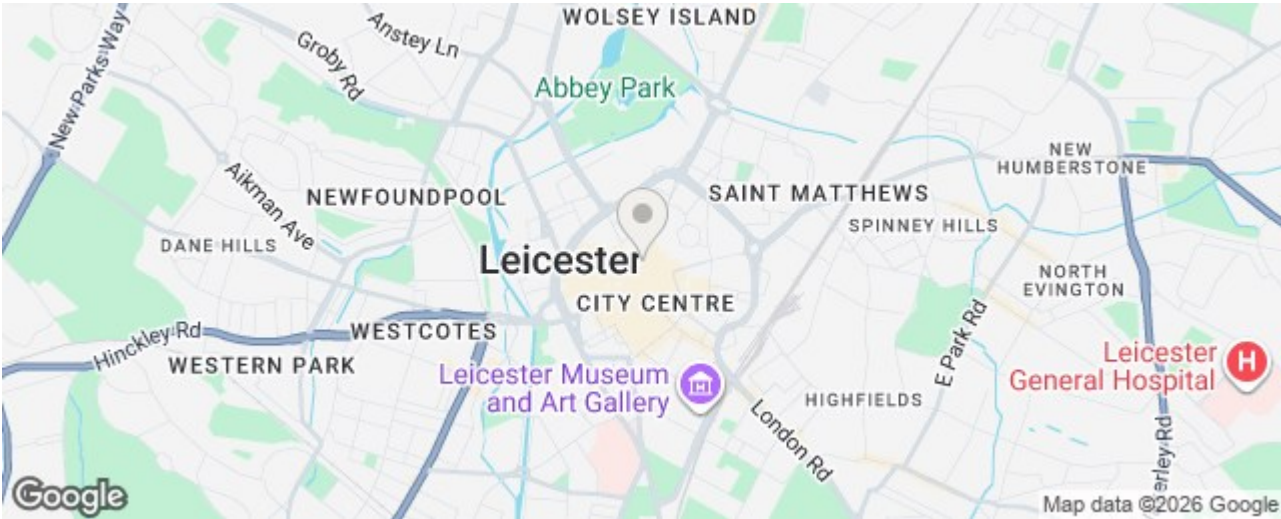 WOLSEY ISLAND
Anstey Ln
Groby Rd
New Parks Way
Abbey Park
NEW
HUMBERSTONE
Aikman Ave
NEWFOUNDPOOL
SAINT MATTHEWS
SPINNEY HILLS
DANE HILLS
Leicester
NORTH
EVINGTON
CITY CENTRE
Hinckley Rd
WESTCOTES
WESTERN PARK
E Park Rd
Leicester
General Hospital
H
Leicester Museum
and Art Gallery
HIGHFIELDS
London Rd
erley Rd
Google
Map data ©2026 Google